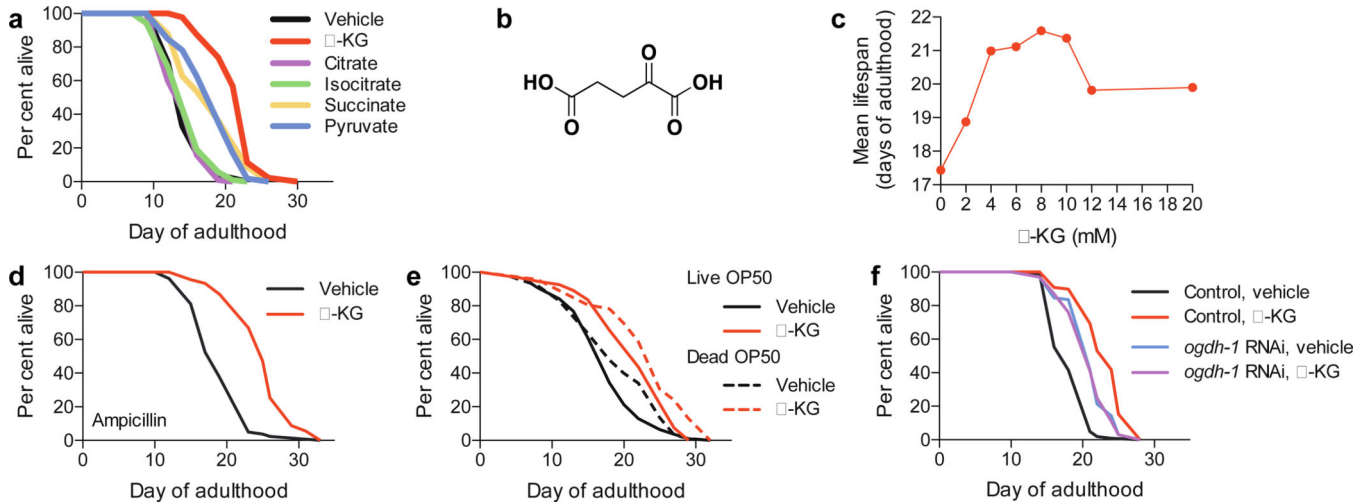 a
Per cent alive
100
80
60
40
20
0
0 10 20 30
Day of adulthood
Vehicle
□-KG
Citrate
Isocitrate
Succinate
Pyruvate
b
HO O O OH O
c
Mean lifespan
(days of adulthood)
22
21
20
19
18
17
0 2 4 6 8 10 12 14 16 18 20
□-KG (mM)
d
Per cent alive
100
80
60
40
20
0
0 10 20 30
Ampicillin
Day of adulthood
Vehicle
□-KG
e
Per cent alive
100
80
60
40
20
0
0 10 20 30
Day of adulthood
Live OP50
Vehicle
□-KG
Dead OP50
Vehicle
□-KG
f
Per cent alive
100
80
60
40
20
0
0 10 20 30
Day of adulthood
Control, vehicle
Control, □-KG
ogdh-1 RNAi, vehicle
ogdh-1 RNAi, □-KG